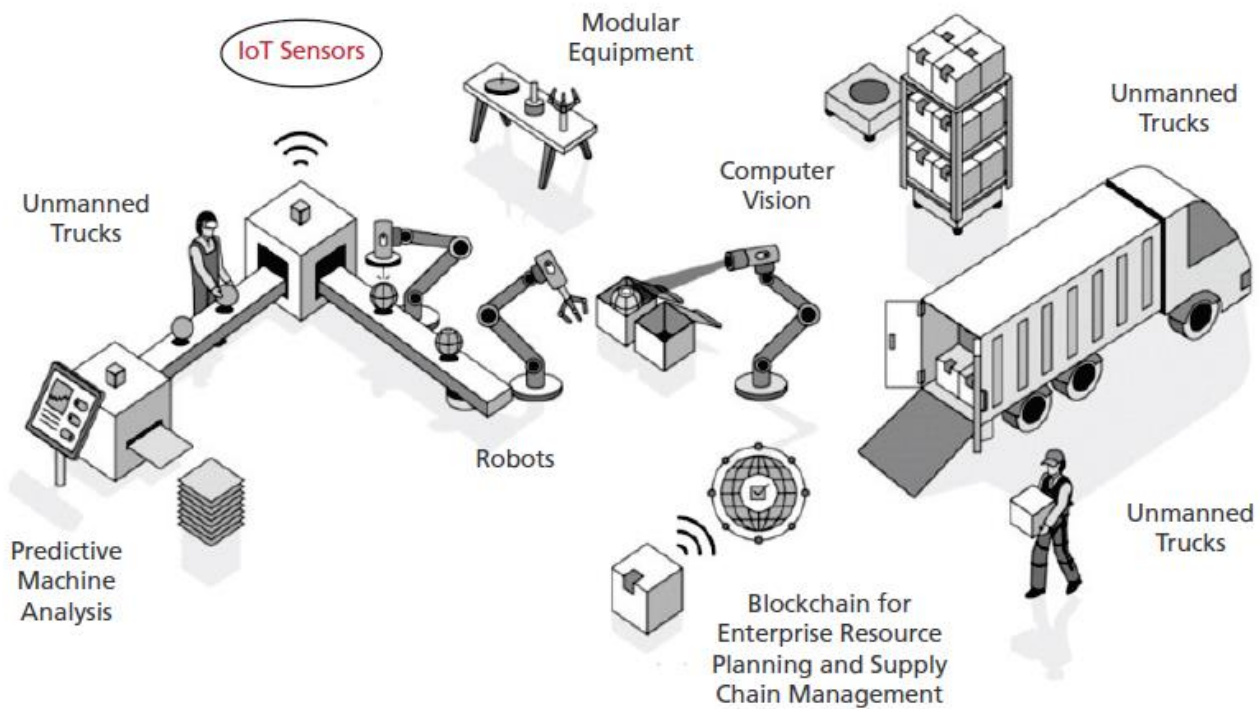 IoT Sensors
Modular
Equipment
Unmanned
Trucks
Computer
Vision
Unmanned
Trucks
Robots
Predictive
Machine
Analysis
Unmanned
Trucks
Blockchain for
Enterprise Resource
Planning and Supply
Chain Management